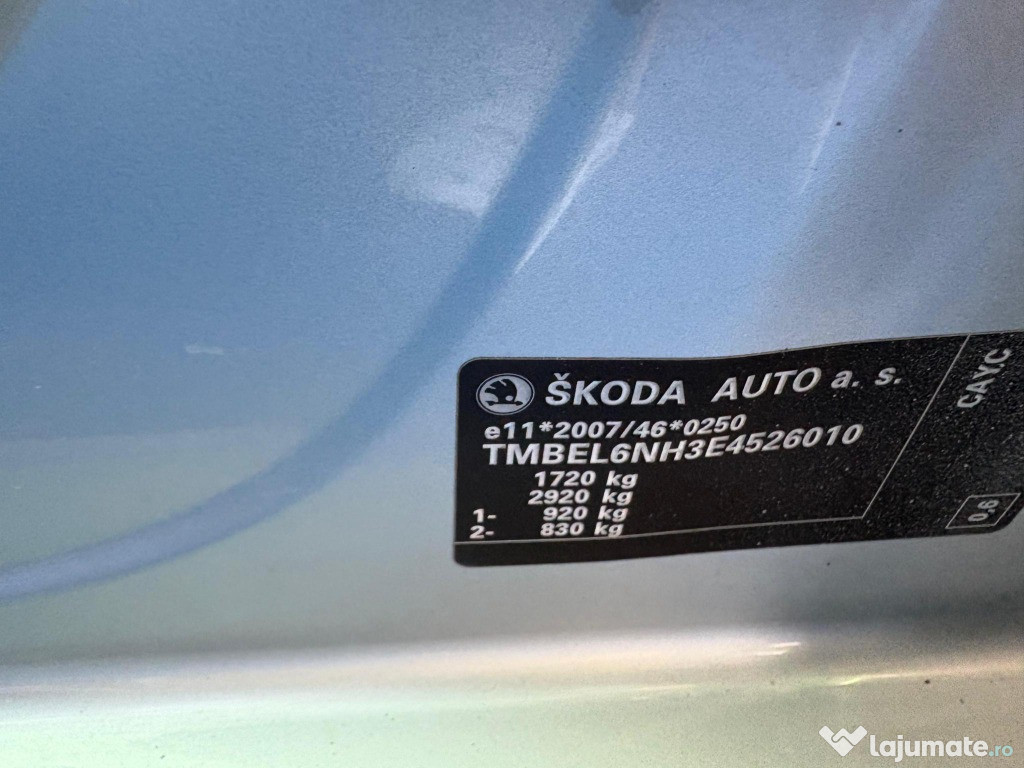 ŠKODA AUTO a. s.
e11*2007/46*0250
TMBEL6NH3E4526010
1720 kg
2920 kg
1- 920 kg
2- 830 kg
CAYC
0,6
lajumate.ro